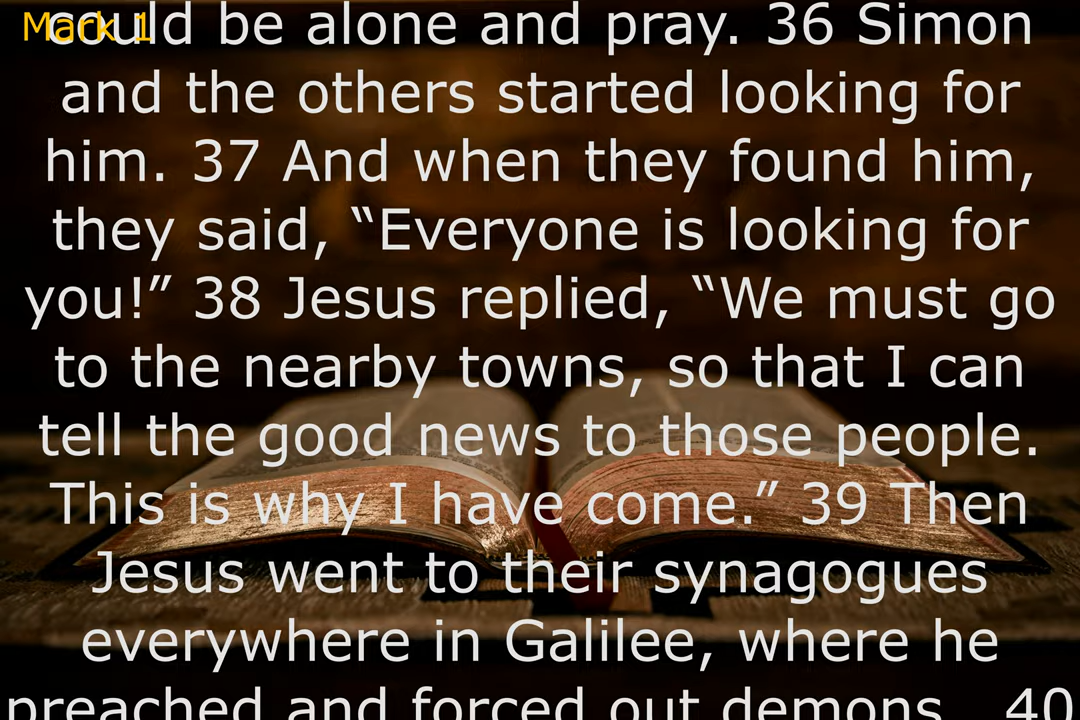 Mark 1
could be alone and pray. 36 Simon
and the others started looking for
him. 37 And when they found him,
they said, “Everyone is looking for
you!” 38 Jesus replied, “We must go
to the nearby towns, so that I can
tell the good news to those people.
This is why I have come.” 39 Then
Jesus went to their synagogues
everywhere in Galilee, where he
preached and forced out demons. 40